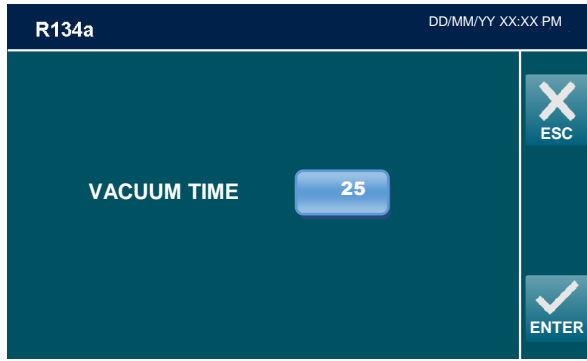 R134a
DD/MM/YY XX:XX PM
ESC
VACUUM TIME
25
ENTER